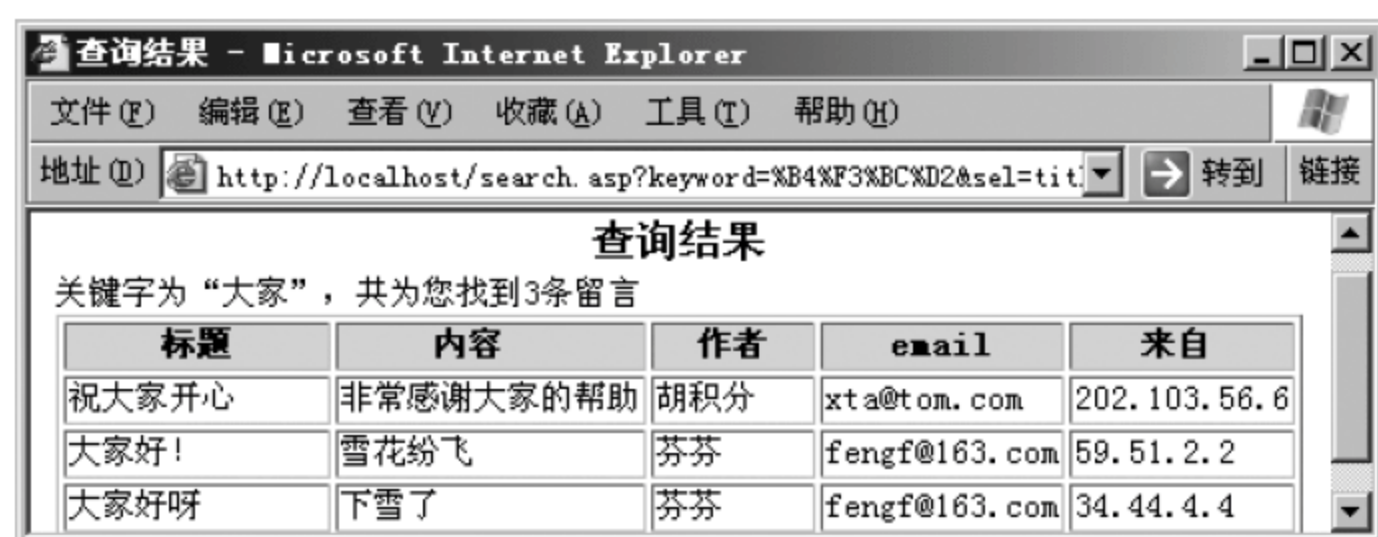 查询结果 - Microsoft Internet Explorer
文件(F) 编辑(E) 查看(V) 收藏(A) 工具(T) 帮助(H)
地址(D) http://localhost/search.asp?keyword=%B4%F3%BC%D2&sel=tit 转到 链接
查询结果
关键字为“大家”，共为您找到3条留言
标题 内容 作者 email 来自
祝大家开心 非常感谢大家的帮助 胡积分 xta@tom.com 202.103.56.6
大家好! 雪花纷飞 芬芬 fengf@163.com 59.51.2.2
大家好呀 下雪了 芬芬 fengf@163.com 34.44.4.4